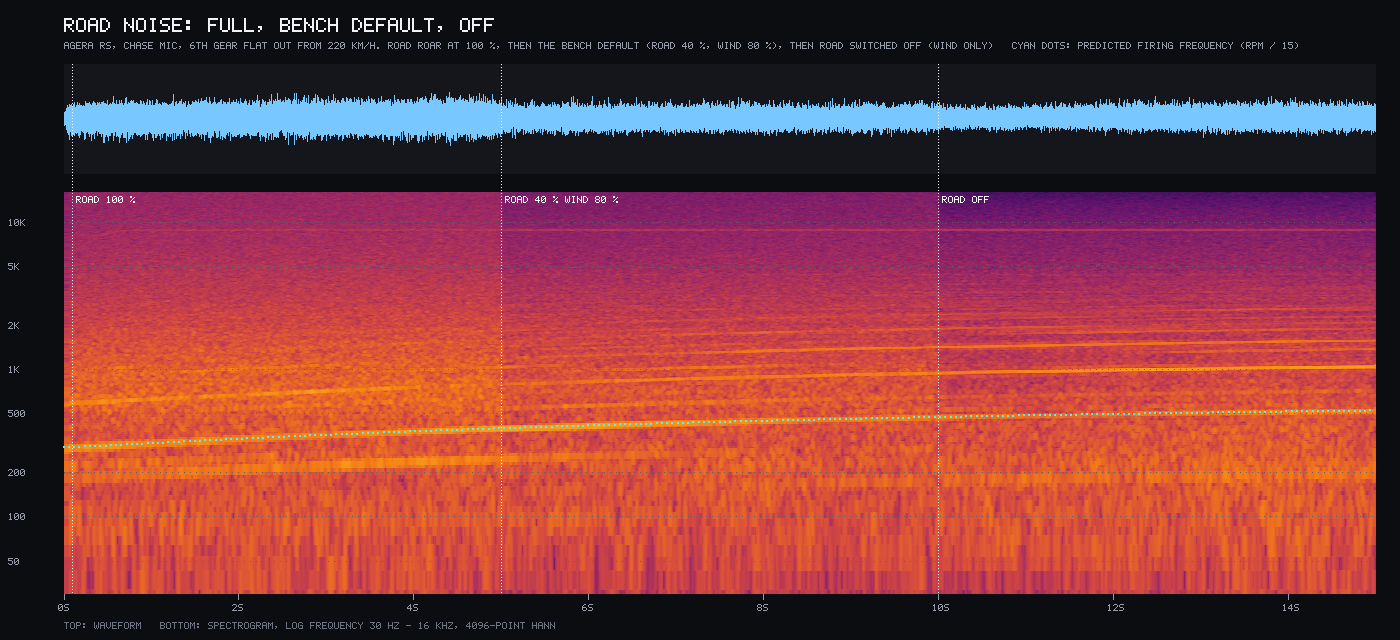 ROAD NOISE: FULL, BENCH DEFAULT, OFF
AGERA RS, CHASE MIC, 6TH GEAR FLAT OUT FROM 220 KM/H. ROAD ROAR AT 100 %, THEN THE BENCH DEFAULT (ROAD 40 %, WIND 80 %), THEN ROAD SWITCHED OFF (WIND ONLY) CYAN DOTS: PREDICTED FIRING FREQUENCY (RPM / 15)
ROAD 100 % ROAD 40 % WIND 80 % ROAD OFF
10K
5K
2K
1K
500
200
100
50
0S 2S 4S 6S 8S 10S 12S 14S
TOP: WAVEFORM BOTTOM: SPECTROGRAM, LOG FREQUENCY 30 HZ - 16 KHZ, 4096-POINT HANN